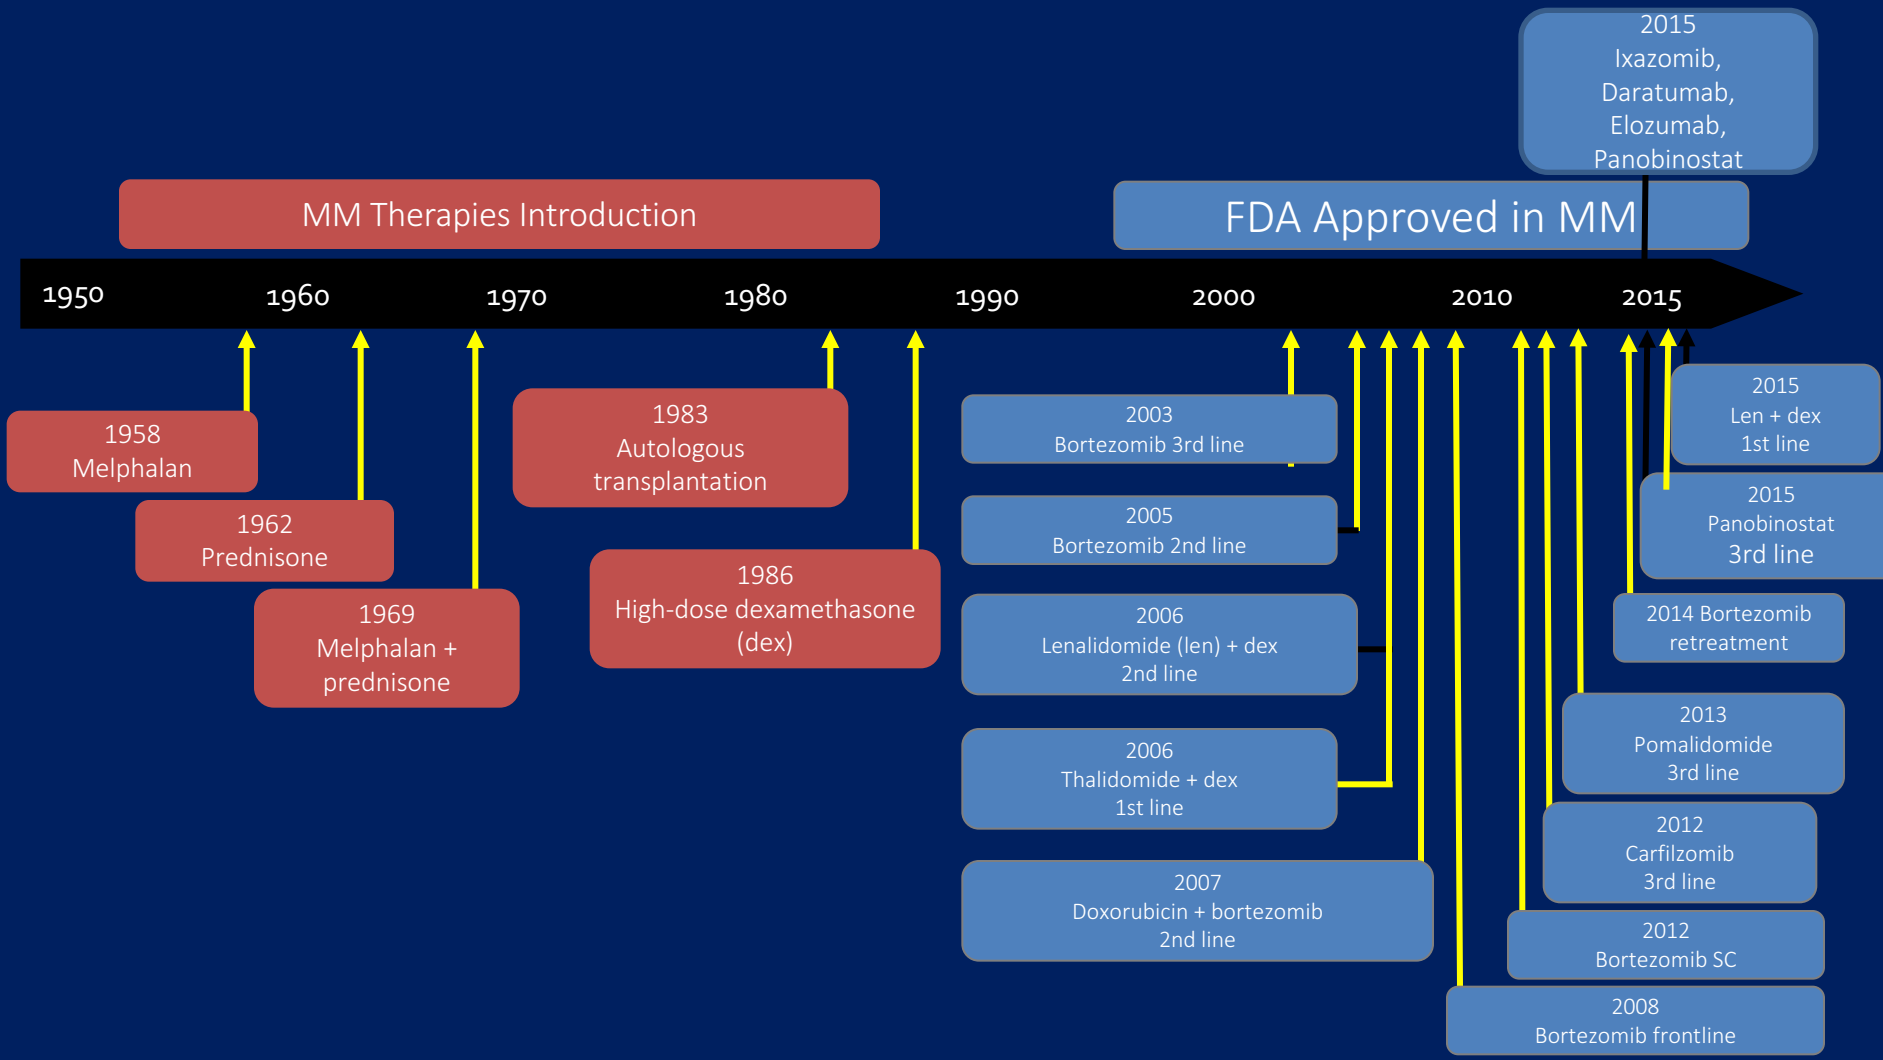 2015
Ixazomib,
Daratumab,
Elozumab,
Panobinostat
MM Therapies Introduction
FDA Approved in MM
1950 1960 1970 1980 1990 2000 2010 2015
1958
Melphalan
1962
Prednisone
1969
Melphalan +
prednisone
1983
Autologous
transplantation
1986
High-dose dexamethasone
(dex)
2003
Bortezomib 3rd line
2005
Bortezomib 2nd line
2006
Lenalidomide (len) + dex
2nd line
2006
Thalidomide + dex
1st line
2007
Doxorubicin + bortezomib
2nd line
2015
Len + dex
1st line
2015
Panobinostat
3rd line
2014 Bortezomib
retreatment
2013
Pomalidomide
3rd line
2012
Carfilzomib
3rd line
2012
Bortezomib SC
2008
Bortezomib frontline